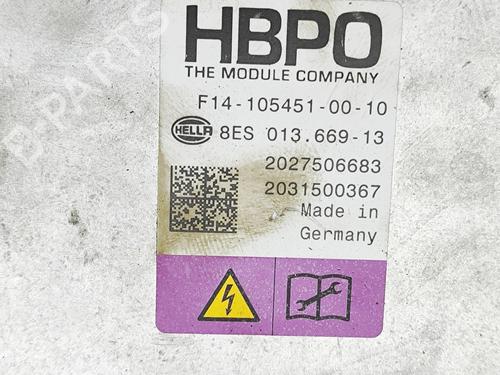 HBPO
THE MODULE COMPANY
F14-105451-00-10
HELLA 8ES 013.669-13
2027506683
2031500367
Made in
Germany